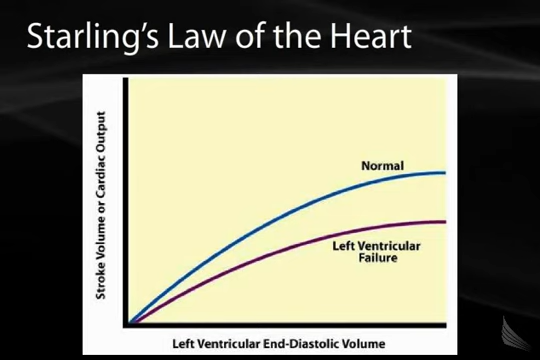 Starling's Law of the Heart
Stroke Volume or Cardiac Output
Normal
Left Ventricular
Failure
Left Ventricular End-Diastolic Volume